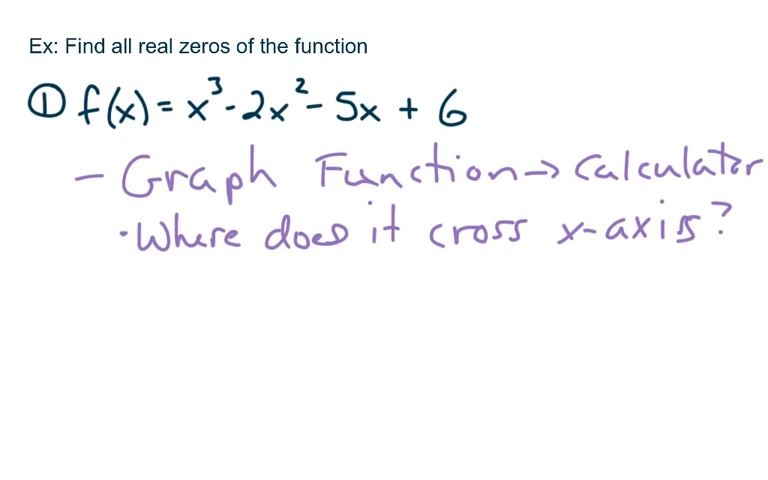 Ex: Find all real zeros of the function
① f(x) = x³ - 2x² - 5x + 6
- Graph Function → Calculator
• Where does it cross x-axis?